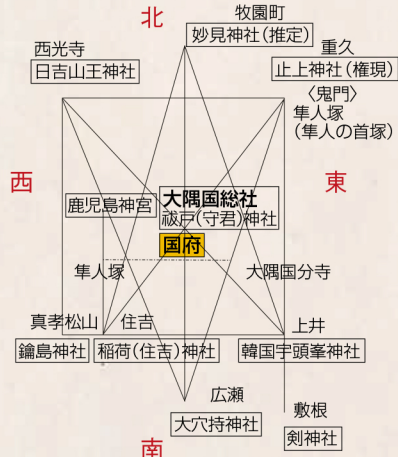 北
牧園町
妙見神社(推定)
西光寺
日吉山王神社
重久
止上神社(権現)
〈鬼門〉
隼人塚
(隼人の首塚)
西
東
鹿児島神宮
大隅国総社
祓戸(守君)神社
国府
隼人塚
大隅国分寺
真孝松山
住吉
上井
鑰島神社
稲荷(住吉)神社
韓国宇頭峯神社
広瀬
大穴持神社
敷根
剣神社
南